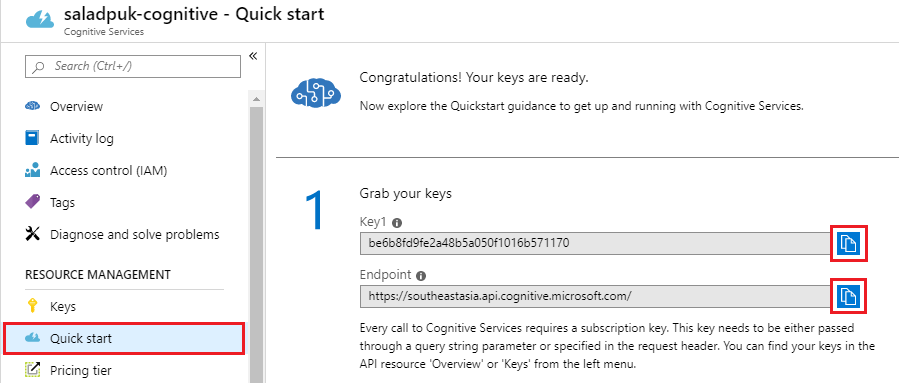 saladpuk-cognitive - Quick start
Cognitive Services
Search (Ctrl+/)
«
Overview
Activity log
Access control (IAM)
Tags
Diagnose and solve problems
RESOURCE MANAGEMENT
Keys
Quick start
Pricing tier
Congratulations! Your keys are ready.
Now explore the Quickstart guidance to get up and running with Cognitive Services.
1
Grab your keys
Key1
be6b8fd9fe2a48b5a050f1016b571170
Endpoint
https://southeastasia.api.cognitive.microsoft.com/
Every call to Cognitive Services requires a subscription key. This key needs to be either passed
through a query string parameter or specified in the request header. You can find your keys in the
API resource 'Overview' or 'Keys' from the left menu.